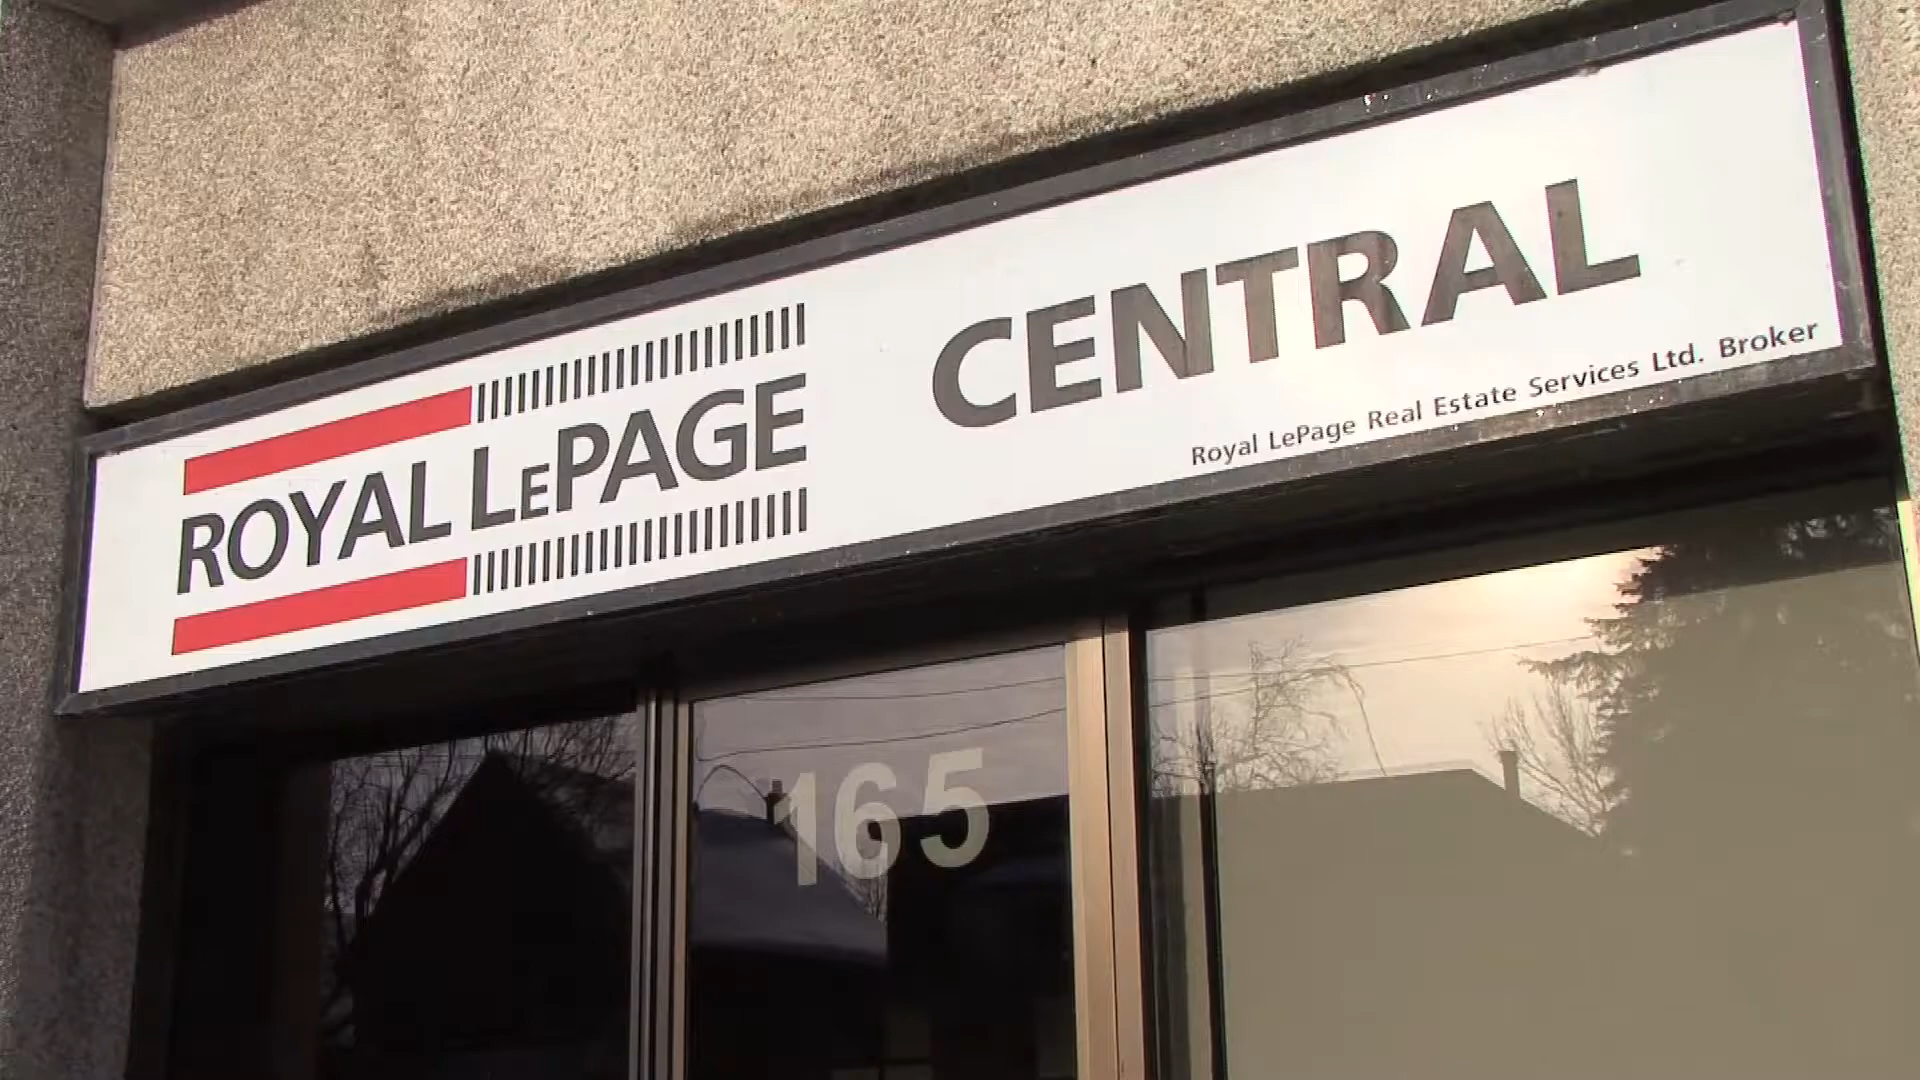 ROYAL LEPAGE
CENTRAL
Royal LePage Real Estate Services Ltd. Broker
165